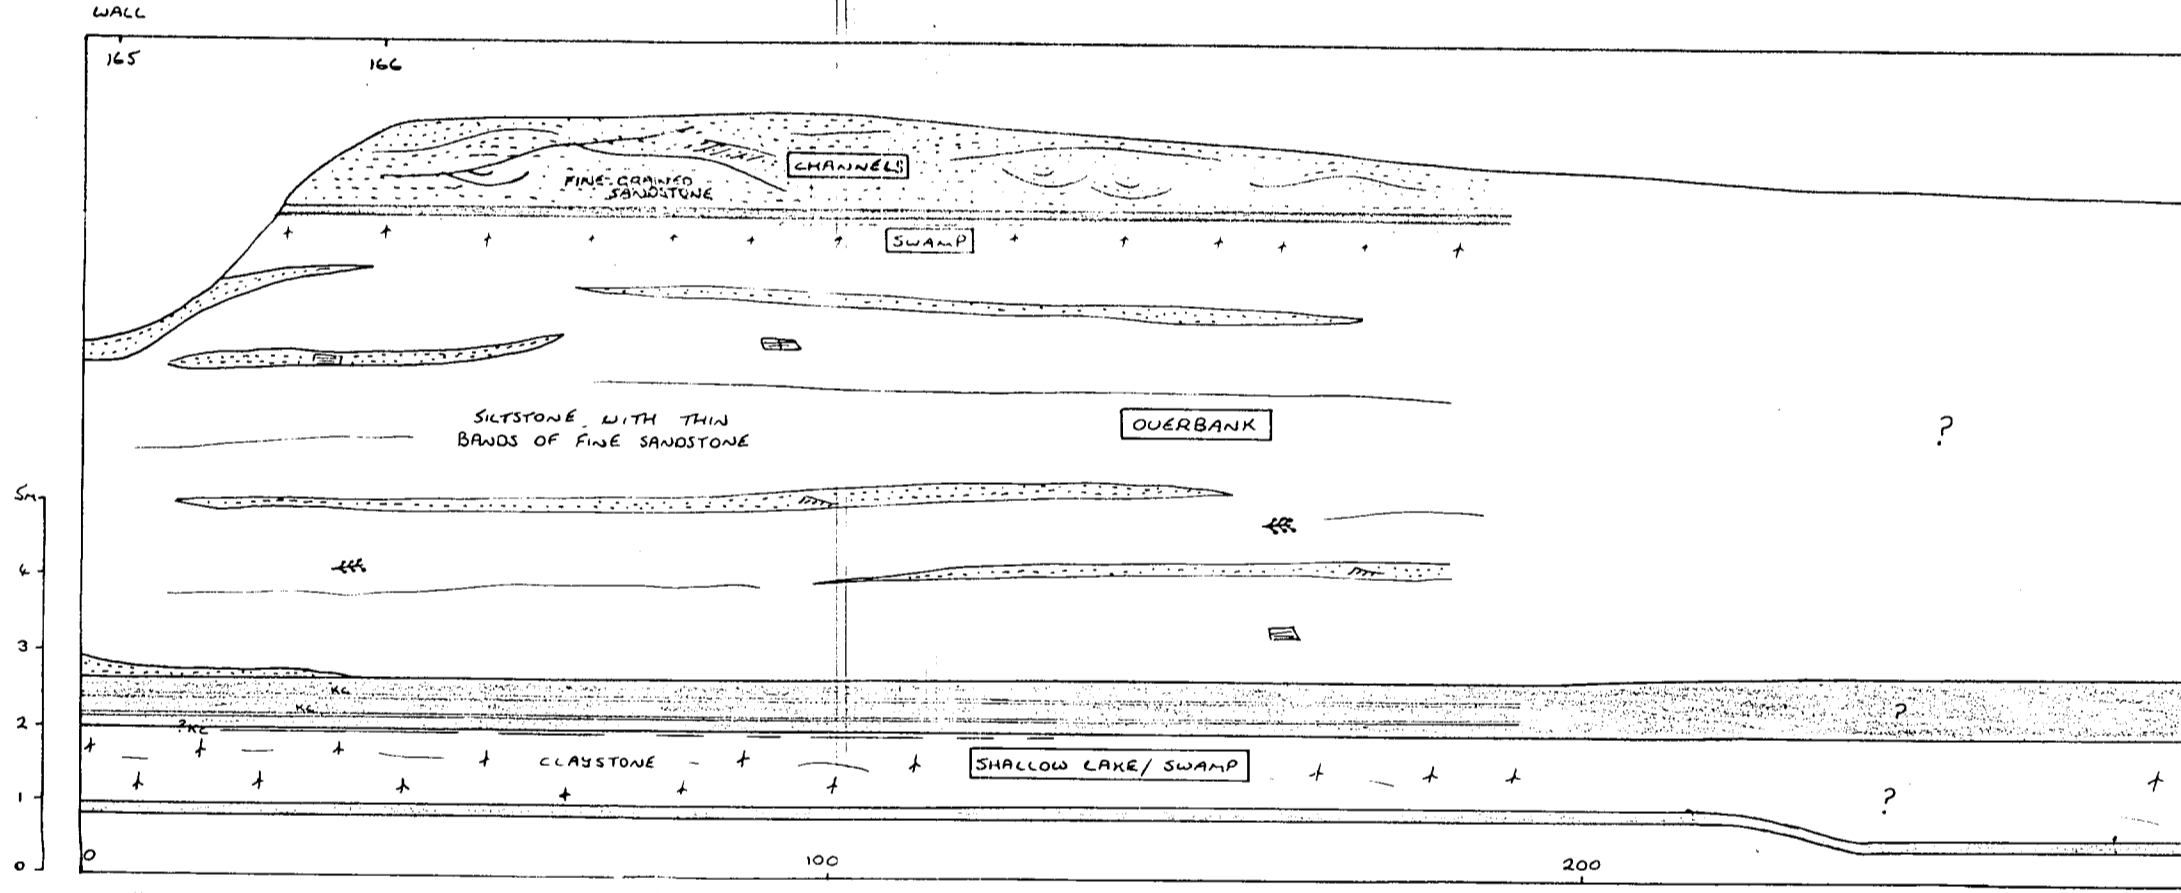 WALL
165
166
CHANNELS
FINE-GRAINED
SANDSTONE
SWAMP
SILTSTONE WITH THIN
BANDS OF FINE SANDSTONE
OVERBANK
?
5M
4
KC
3
KC
?
2
?KC
CLAYSTONE
SHALLOW LAKE/ SWAMP
1
?
0
0
100
200